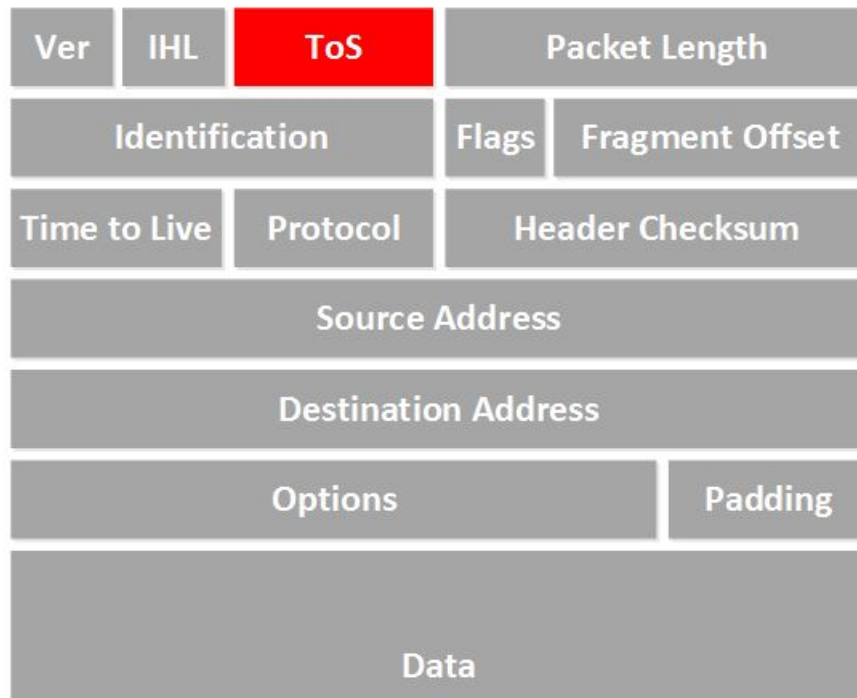 Ver IHL ToS Packet Length
Identification Flags Fragment Offset
Time to Live Protocol Header Checksum
Source Address
Destination Address
Options Padding
Data